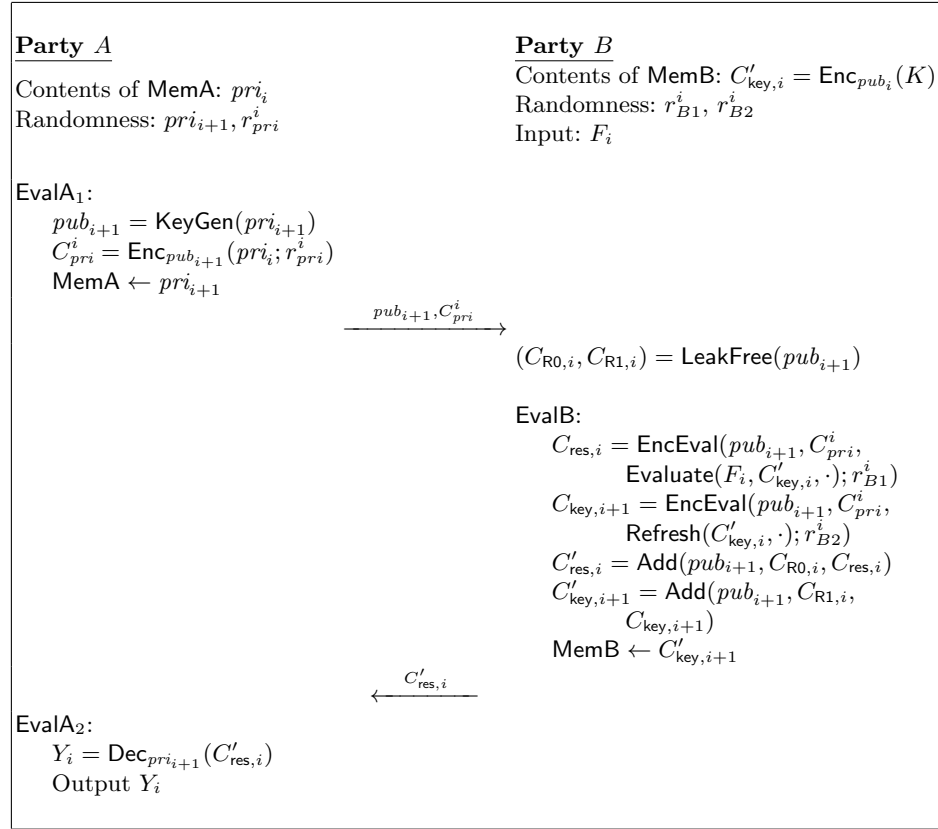 Party A
Contents of MemA: pri_i
Randomness: pri_{i+1}, r^i_{pri}
Party B
Contents of MemB: C'_{key,i} = Enc_{pub_i}(K)
Randomness: r^i_{B1}, r^i_{B2}
Input: F_i
EvalA_1:
pub_{i+1} = KeyGen(pri_{i+1})
C^i_{pri} = Enc_{pub_{i+1}}(pri_i; r^i_{pri})
MemA ← pri_{i+1}
pub_{i+1}, C^i_{pri}
(C_{R0,i}, C_{R1,i}) = LeakFree(pub_{i+1})
EvalB:
C_{res,i} = EncEval(pub_{i+1}, C^i_{pri},
Evaluate(F_i, C'_{key,i}, ·); r^i_{B1})
C_{key,i+1} = EncEval(pub_{i+1}, C^i_{pri},
Refresh(C'_{key,i}, ·); r^i_{B2})
C'_{res,i} = Add(pub_{i+1}, C_{R0,i}, C_{res,i})
C'_{key,i+1} = Add(pub_{i+1}, C_{R1,i},
C_{key,i+1})
MemB ← C'_{key,i+1}
C'_{res,i}
EvalA_2:
Y_i = Dec_{pri_{i+1}}(C'_{res,i})
Output Y_i